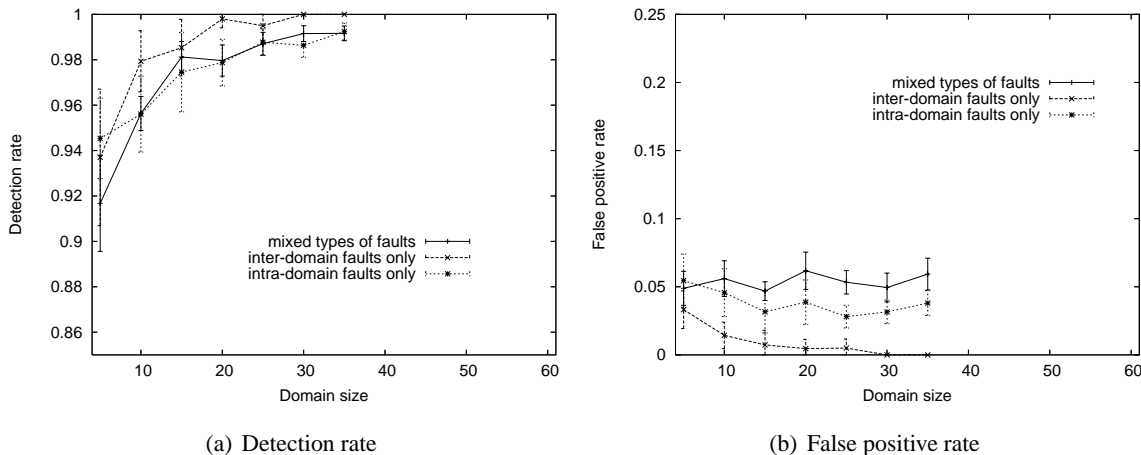 1
0.98
0.96
0.94
0.92
0.9
0.88
0.86
Detection rate
mixed types of faults
inter-domain faults only
intra-domain faults only
10 20 30 40 50 60
Domain size
(a) Detection rate
0.25
0.2
0.15
0.1
0.05
0
False positive rate
mixed types of faults
inter-domain faults only
intra-domain faults only
10 20 30 40 50 60
Domain size
(b) False positive rate